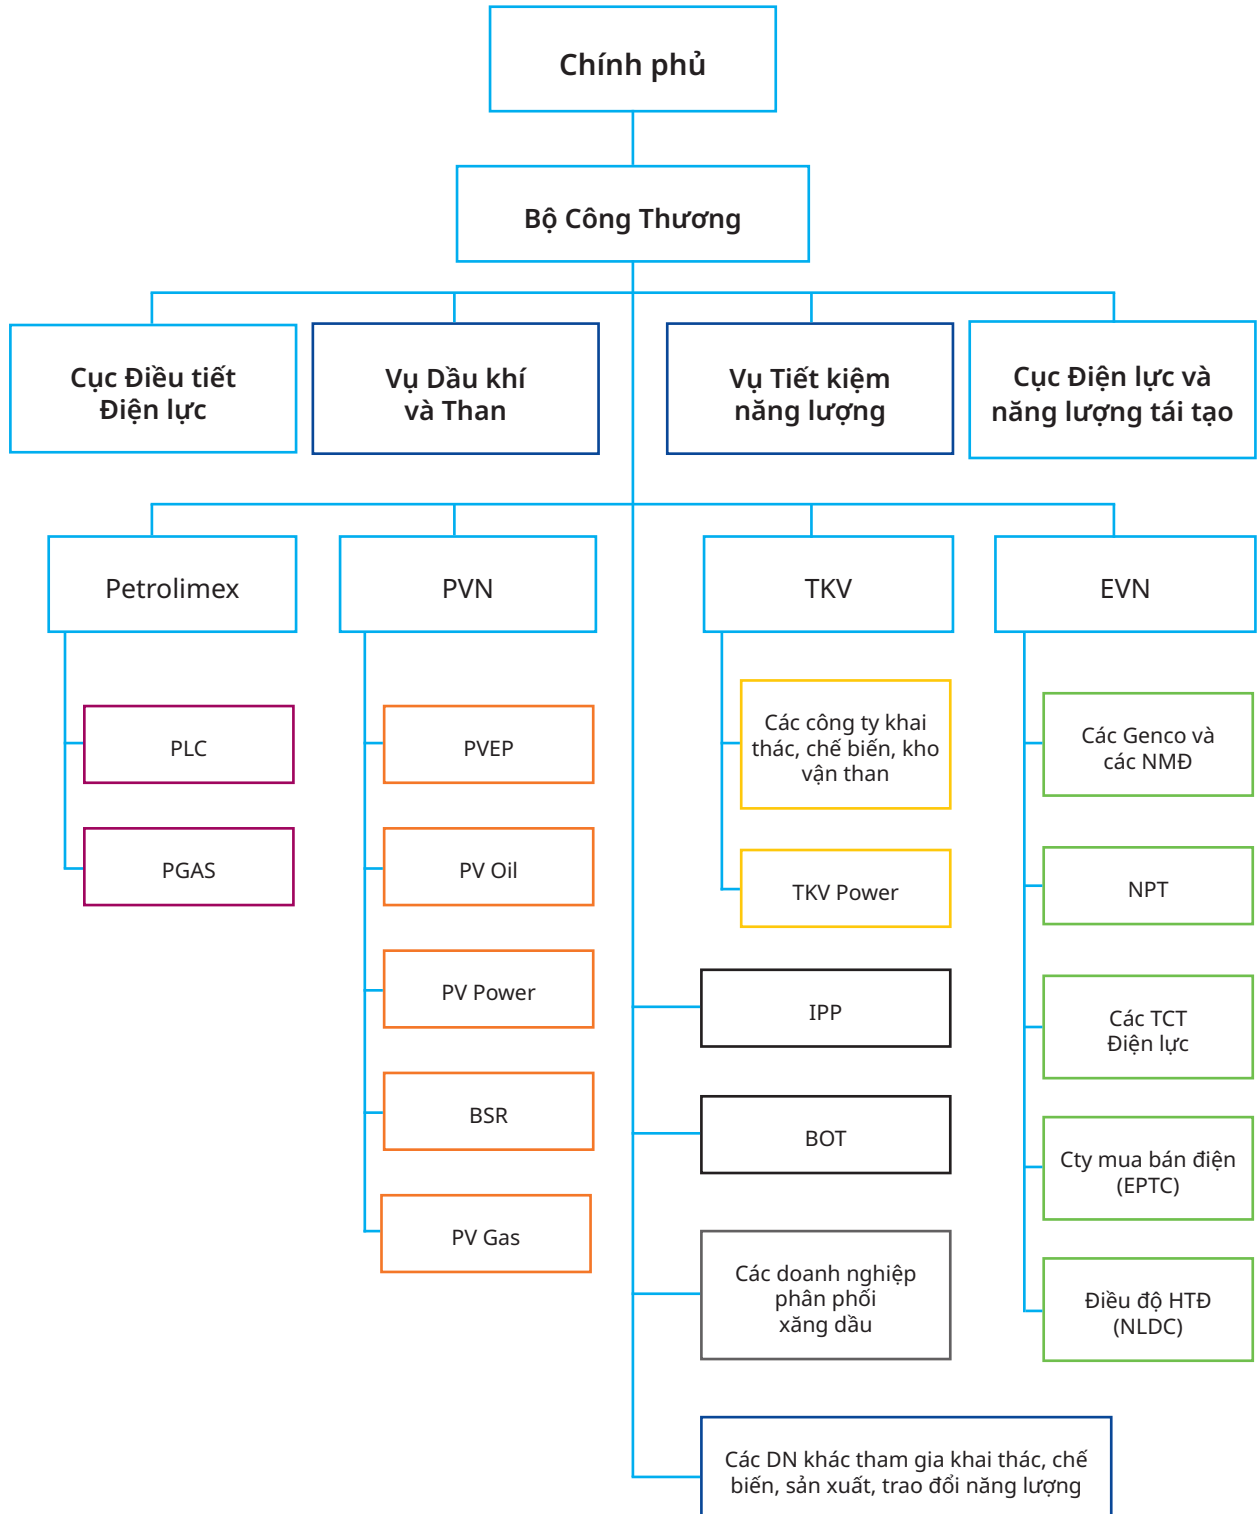 Chính phủ
Bộ Công Thương
Cục Điều tiết
Điện lực
Vụ Dầu khí
và Than
Vụ Tiết kiệm
năng lượng
Cục Điện lực và
năng lượng tái tạo
Petrolimex
PVN
TKV
EVN
PLC
PGAS
PVEP
PV Oil
PV Power
BSR
PV Gas
Các công ty khai
thác, chế biến, kho
vận than
TKV Power
IPP
BOT
Các doanh nghiệp
phân phối
xăng dầu
Các DN khác tham gia khai thác, chế
biến, sản xuất, trao đổi năng lượng
Các Genco và
các NMĐ
NPT
Các TCT
Điện lực
Cty mua bán điện
(EPTC)
Điều độ HTĐ
(NLDC)